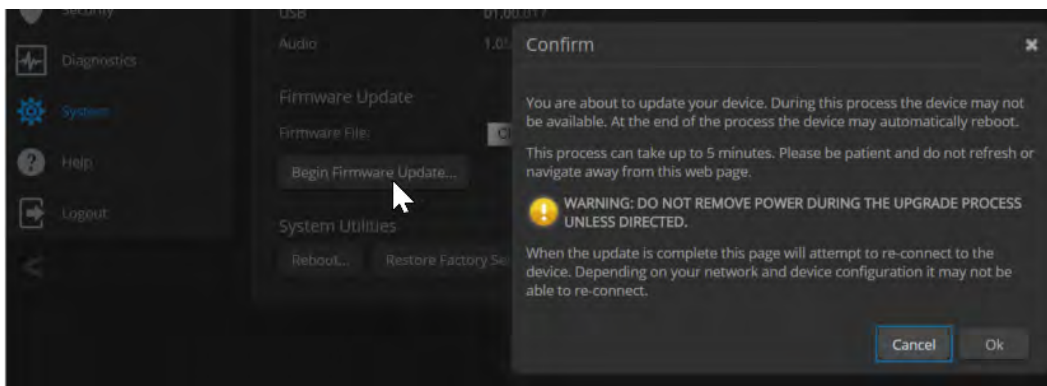 Security
USB 01.00.017
Audio
Diagnostics
Firmware Update
System
Firmware File:
Help
Begin Firmware Update...
Logout
System Utilities
Reboot... Restore Factory Se
<
Confirm
You are about to update your device. During this process the device may not
be available. At the end of the process the device may automatically reboot.
This process can take up to 5 minutes. Please be patient and do not refresh or
navigate away from this web page.
WARNING: DO NOT REMOVE POWER DURING THE UPGRADE PROCESS
UNLESS DIRECTED.
When the update is complete this page will attempt to re-connect to the
device. Depending on your network and device configuration it may not be
able to re-connect.
Cancel Ok